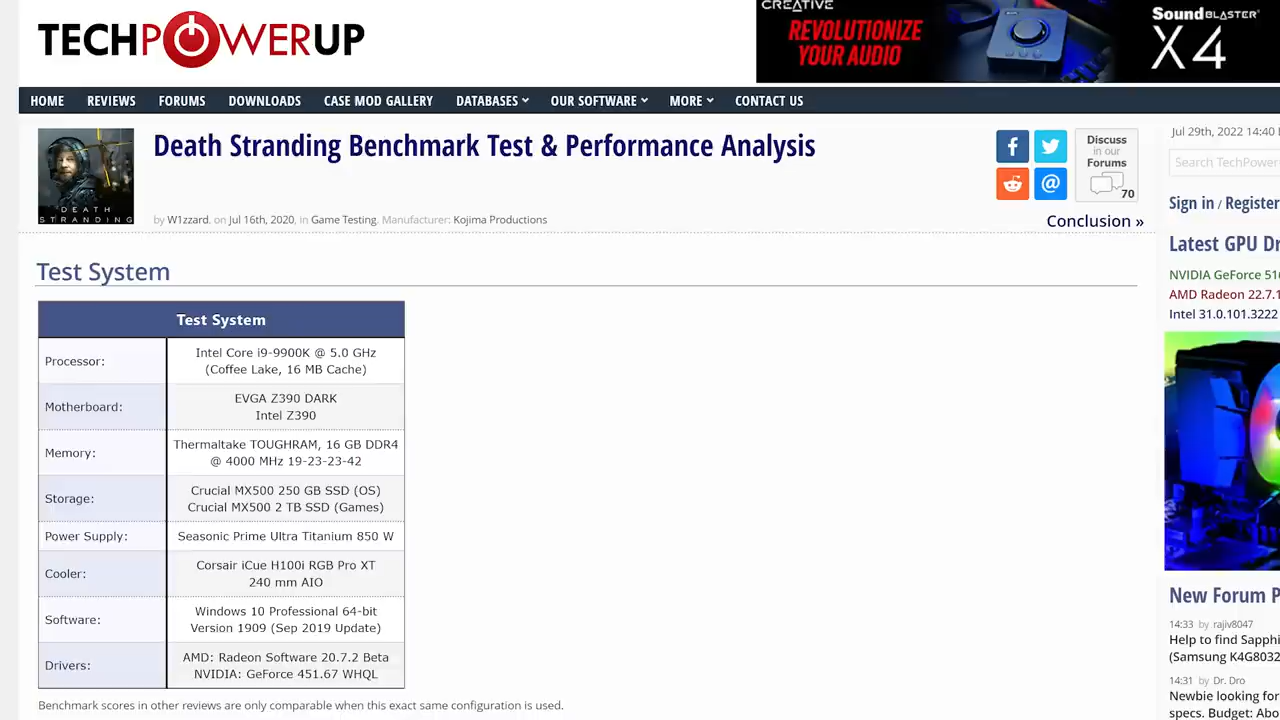 TECHPOWERUP
CREATIVE
REVOLUTIONIZE
YOUR AUDIO
Sound BLASTER
X4
HOME REVIEWS FORUMS DOWNLOADS CASE MOD GALLERY DATABASES OUR SOFTWARE MORE CONTACT US
DEATH
STRANDING
Death Stranding Benchmark Test & Performance Analysis
by W1zzard, on Jul 16th, 2020, in Game Testing. Manufacturer: Kojima Productions
Discuss
in our
Forums
70
Conclusion »
Test System
Test System
Processor: Intel Core i9-9900K @ 5.0 GHz
(Coffee Lake, 16 MB Cache)
Motherboard: EVGA Z390 DARK
Intel Z390
Memory: Thermaltake TOUGHRAM, 16 GB DDR4
@ 4000 MHz 19-23-23-42
Storage: Crucial MX500 250 GB SSD (OS)
Crucial MX500 2 TB SSD (Games)
Power Supply: Seasonic Prime Ultra Titanium 850 W
Cooler: Corsair iCue H100i RGB Pro XT
240 mm AIO
Software: Windows 10 Professional 64-bit
Version 1909 (Sep 2019 Update)
Drivers: AMD: Radeon Software 20.7.2 Beta
NVIDIA: GeForce 451.67 WHQL
Benchmark scores in other reviews are only comparable when this exact same configuration is used.
Jul 29th, 2022 14:40
Search TechPower
Sign in / Register
Latest GPU Dr
NVIDIA GeForce 51
AMD Radeon 22.7.1
Intel 31.0.101.3222
New Forum P
14:33 by rajiv8047
Help to find Sapphi
(Samsung K4G8032
14:31 by Dr. Dro
Newbie looking for
specs. Budget: Abo